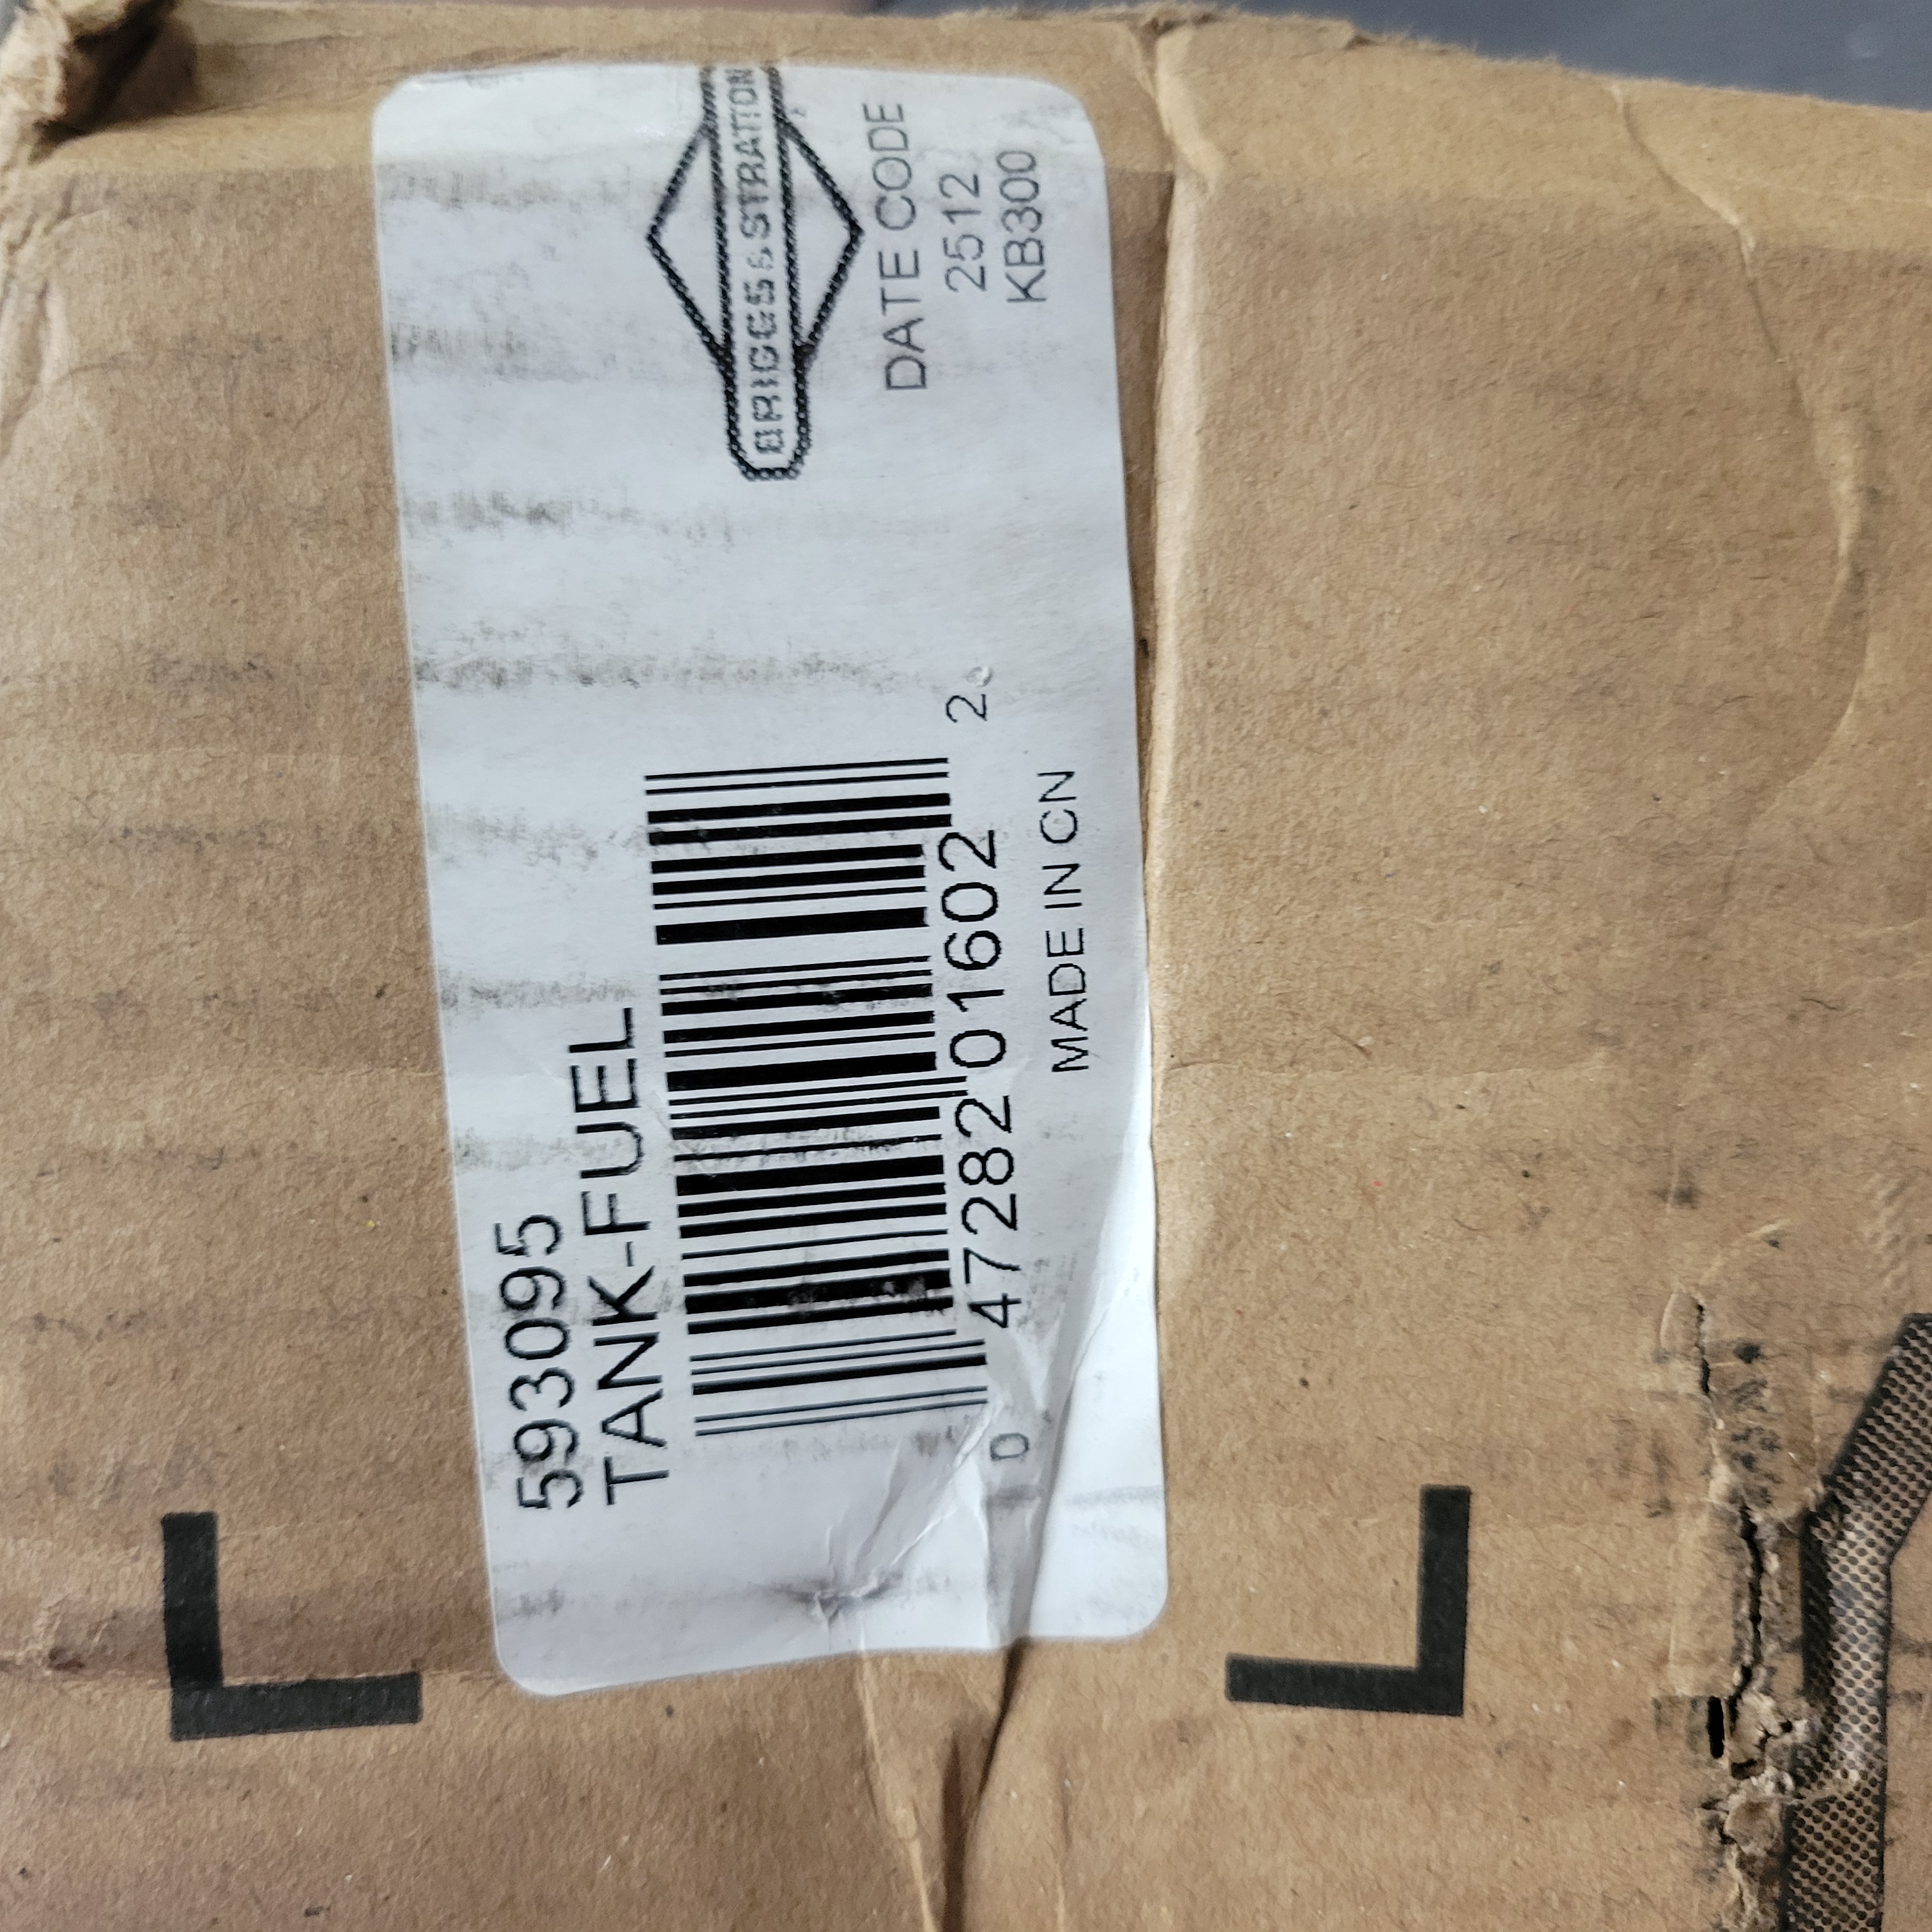 593095
TANK-FUEL
0 47282 01602 2
MADE IN CN
BRIGGS & STRATTON
DATE CODE
2512
KB300